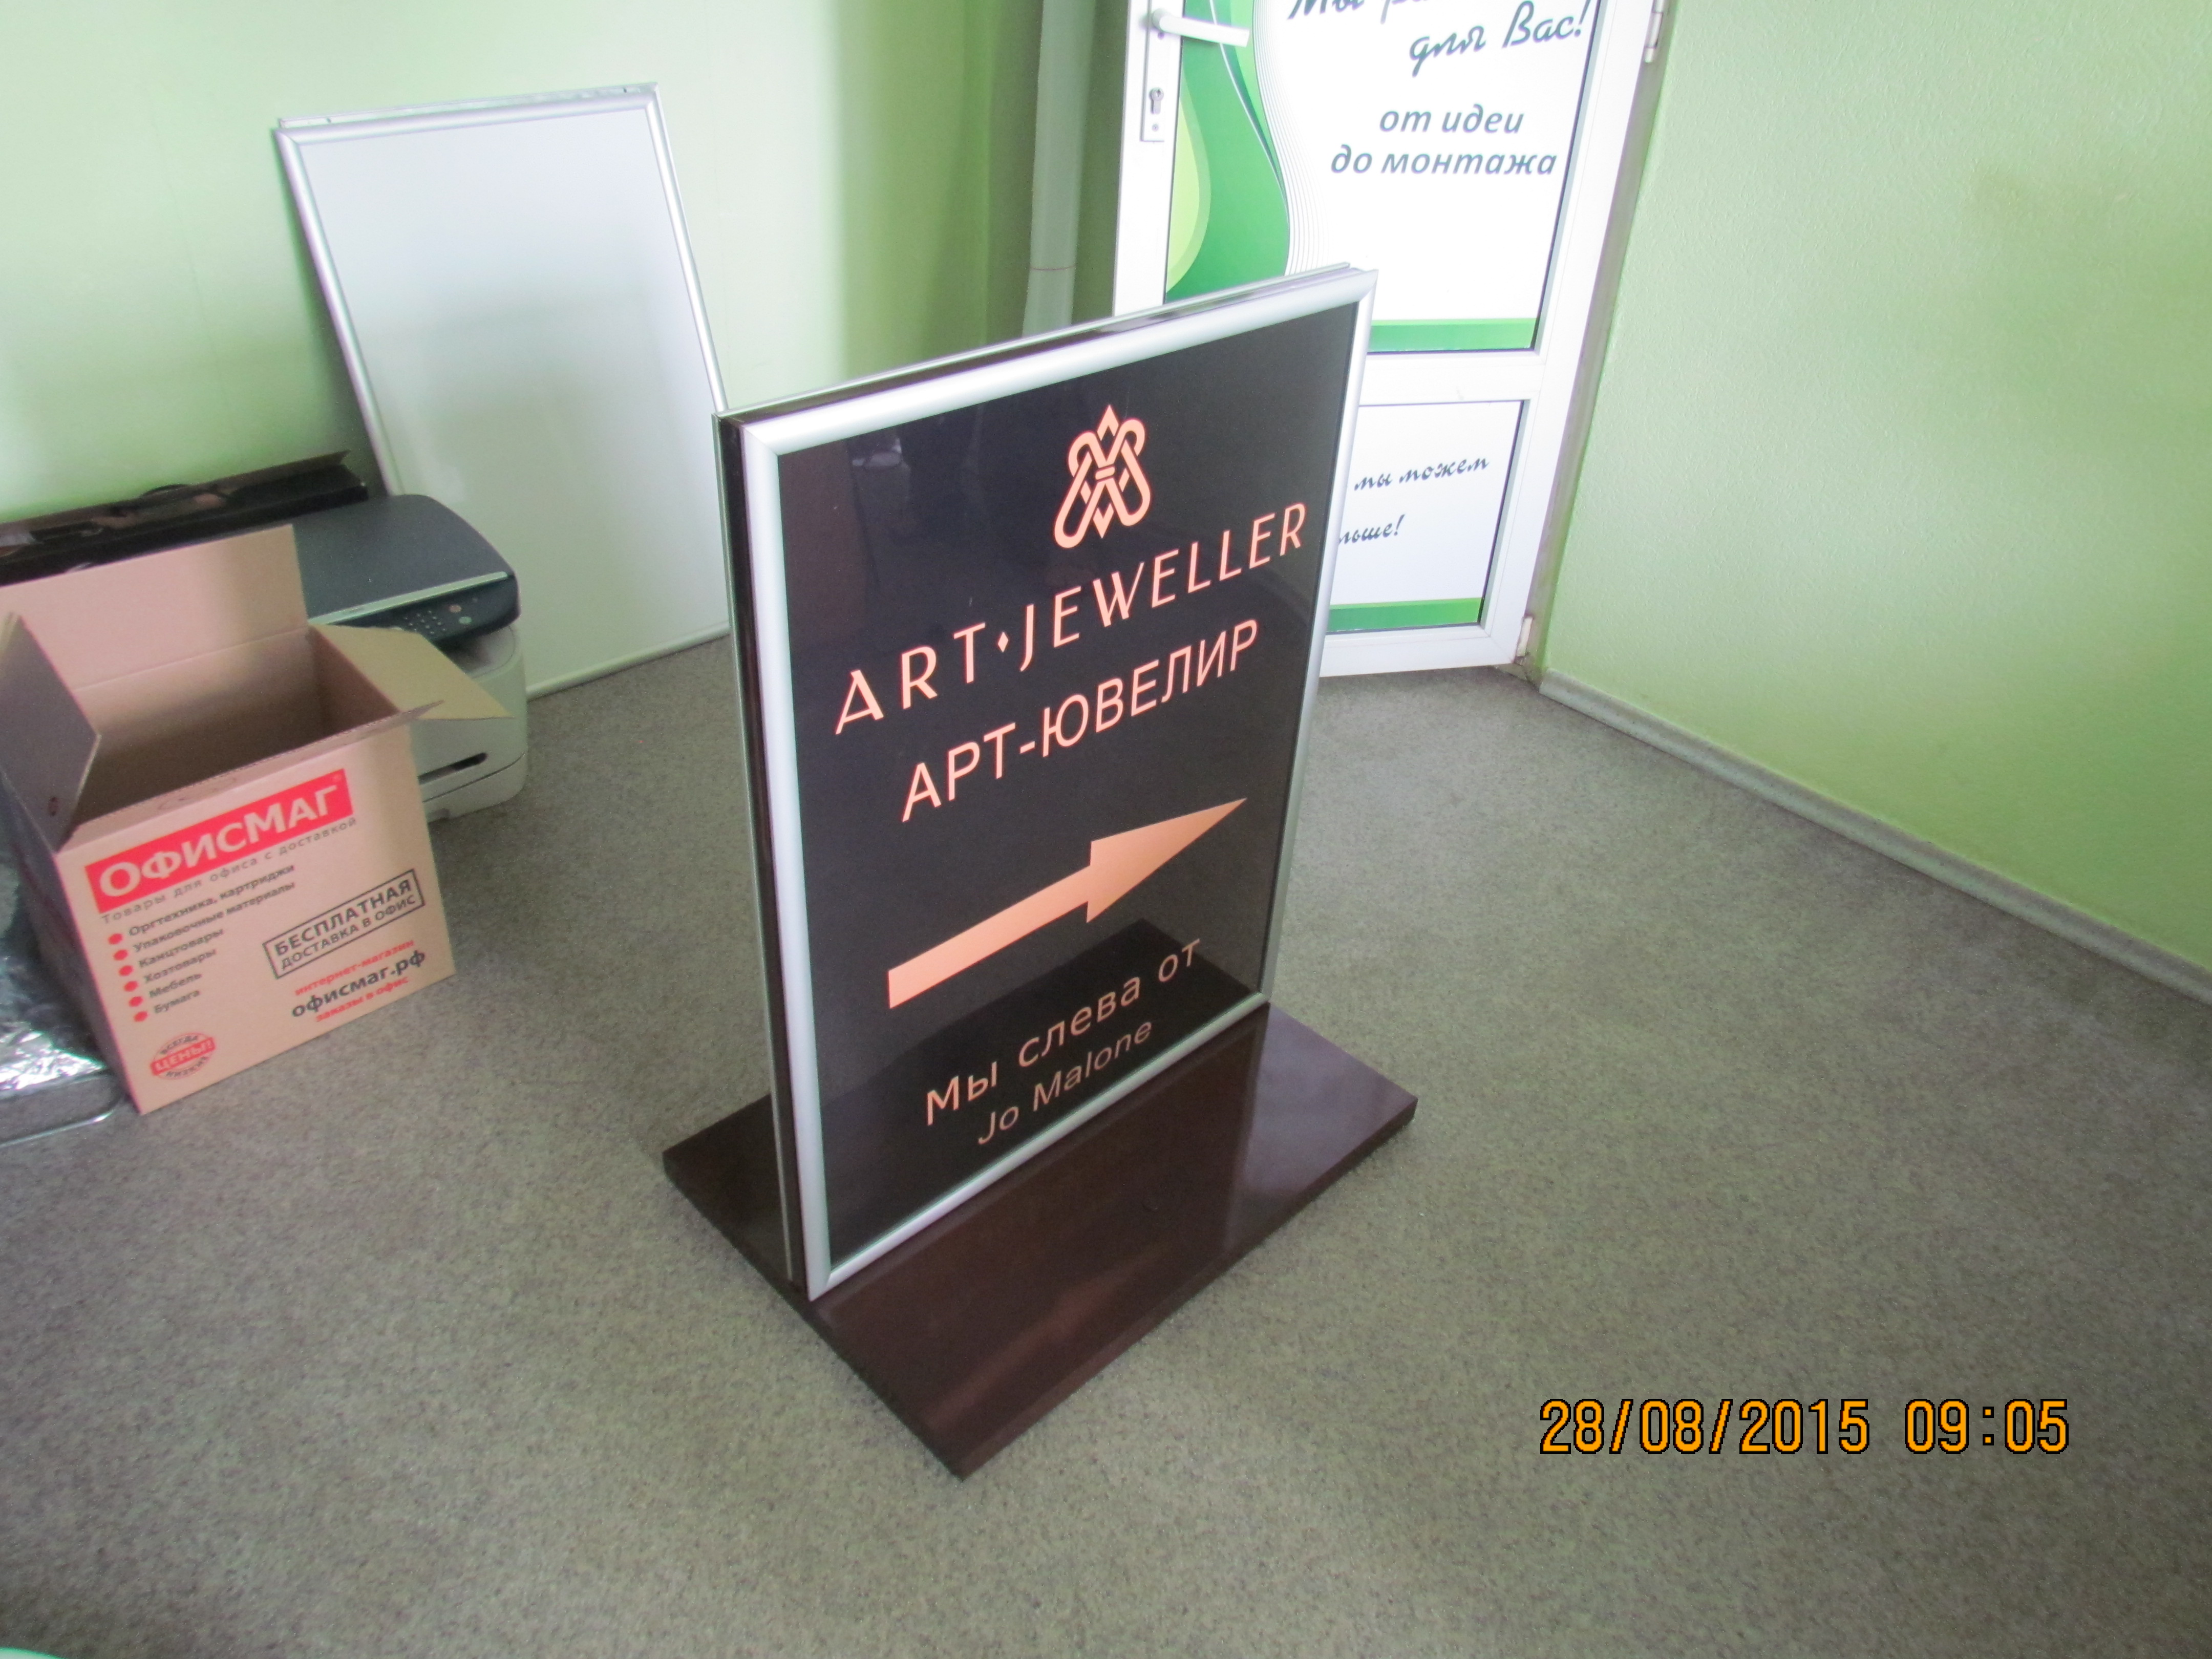 для Вас!
от идеи
до монтажа
мы можем
ART·JEWELLER
АРТ-ЮВЕЛИР
Мы слева от
Jo Malone
ОФИСМАГ
Товары для офиса с доставкой
Оргтехника, картриджи
Упаковочные материалы
Канцтовары
Хозтовары
Мебель
Бумага
БЕСПЛАТНАЯ
ДОСТАВКА В ОФИС
интернет-магазин
офисмаг.рф
заказы в офис
ЦЕНЫ!
28/08/2015 09:05